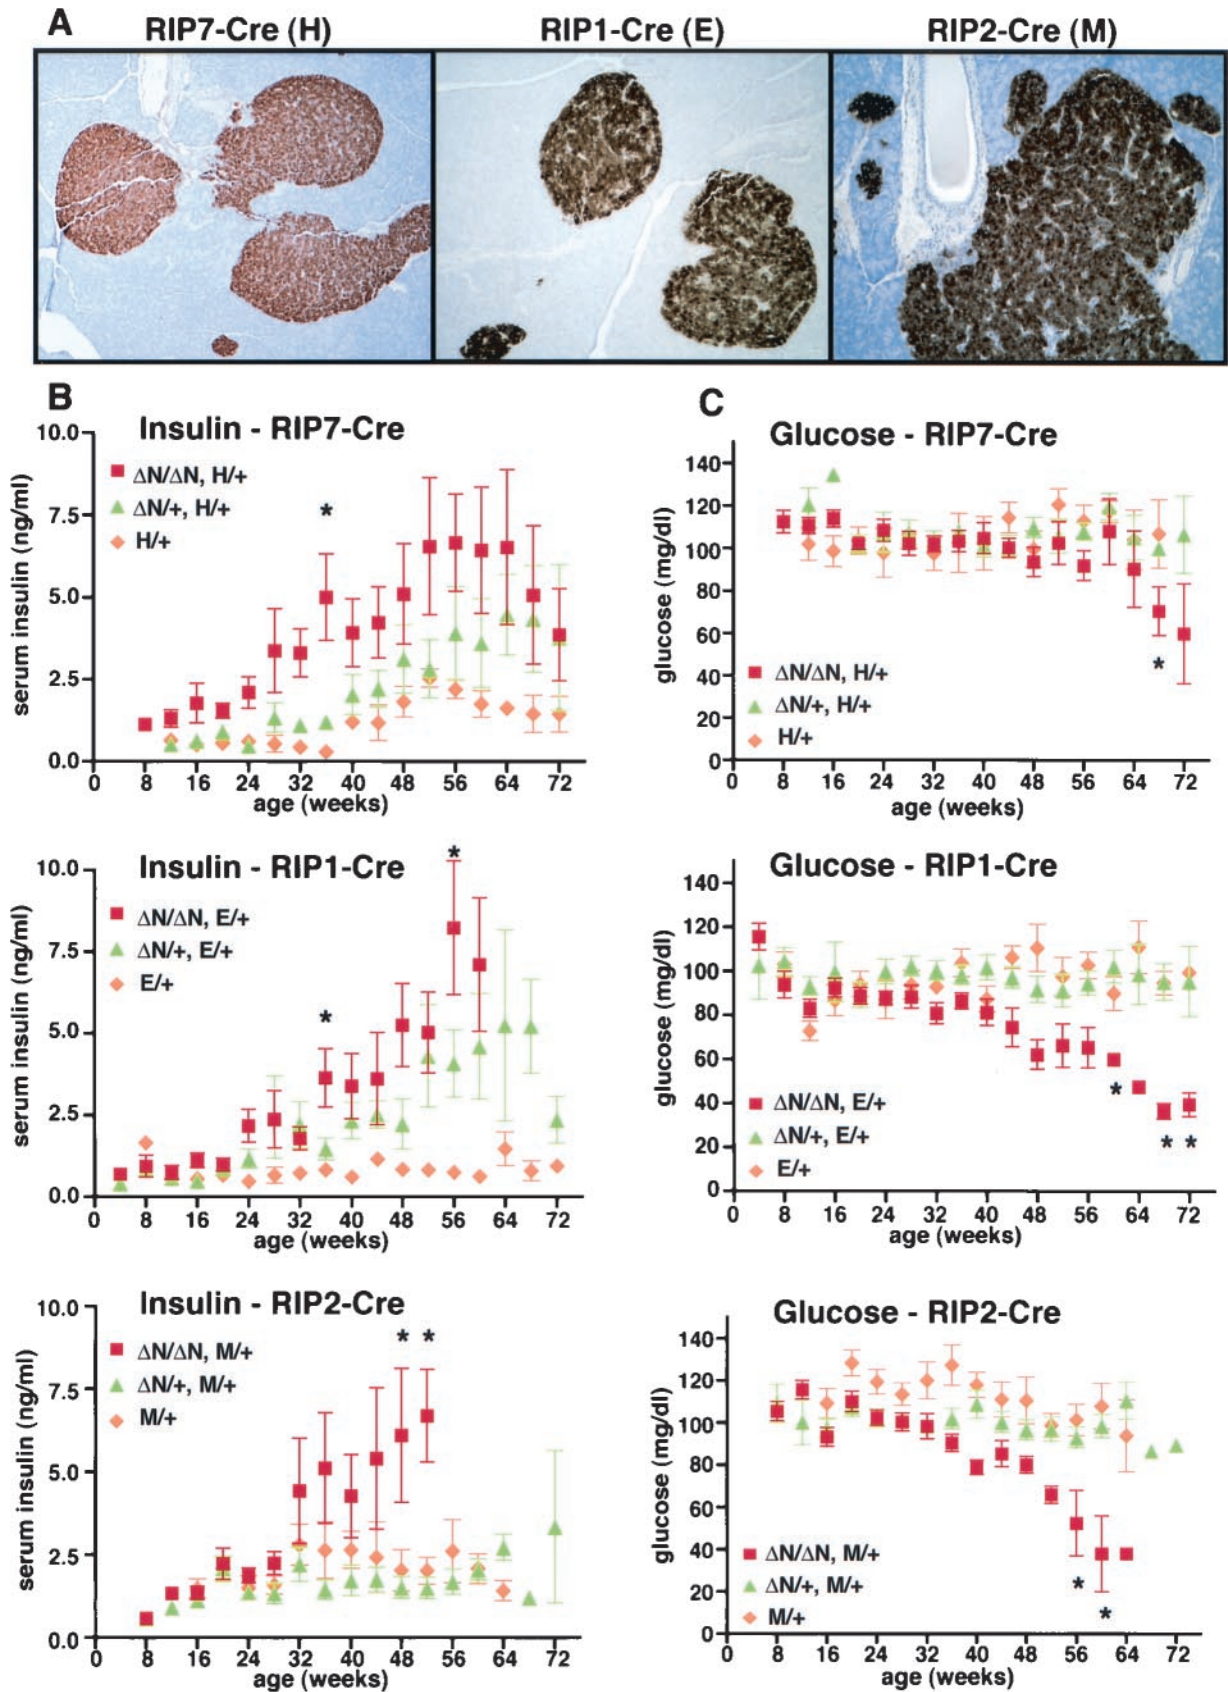 A
RIP7-Cre (H)
RIP1-Cre (E)
RIP2-Cre (M)
B
Insulin - RIP7-Cre
serum insulin (ng/ml)
10.0
7.5
5.0
2.5
0.0
ΔN/ΔN, H/+
ΔN/+, H/+
H/+
*
0 8 16 24 32 40 48 56 64 72
age (weeks)
C
Glucose - RIP7-Cre
glucose (mg/dl)
140
120
100
80
60
40
20
0
ΔN/ΔN, H/+
ΔN/+, H/+
H/+
*
0 8 16 24 32 40 48 56 64 72
age (weeks)
Insulin - RIP1-Cre
serum insulin (ng/ml)
10.0
7.5
5.0
2.5
0.0
ΔN/ΔN, E/+
ΔN/+, E/+
E/+
* *
0 8 16 24 32 40 48 56 64 72
age (weeks)
Glucose - RIP1-Cre
glucose (mg/dl)
140
120
100
80
60
40
20
0
ΔN/ΔN, E/+
ΔN/+, E/+
E/+
* * *
0 8 16 24 32 40 48 56 64 72
age (weeks)
Insulin - RIP2-Cre
serum insulin (ng/ml)
10.0
7.5
5.0
2.5
0.0
ΔN/ΔN, M/+
ΔN/+, M/+
M/+
* *
0 8 16 24 32 40 48 56 64 72
age (weeks)
Glucose - RIP2-Cre
glucose (mg/dl)
140
120
100
80
60
40
20
0
ΔN/ΔN, M/+
ΔN/+, M/+
M/+
* *
0 8 16 24 32 40 48 56 64 72
age (weeks)